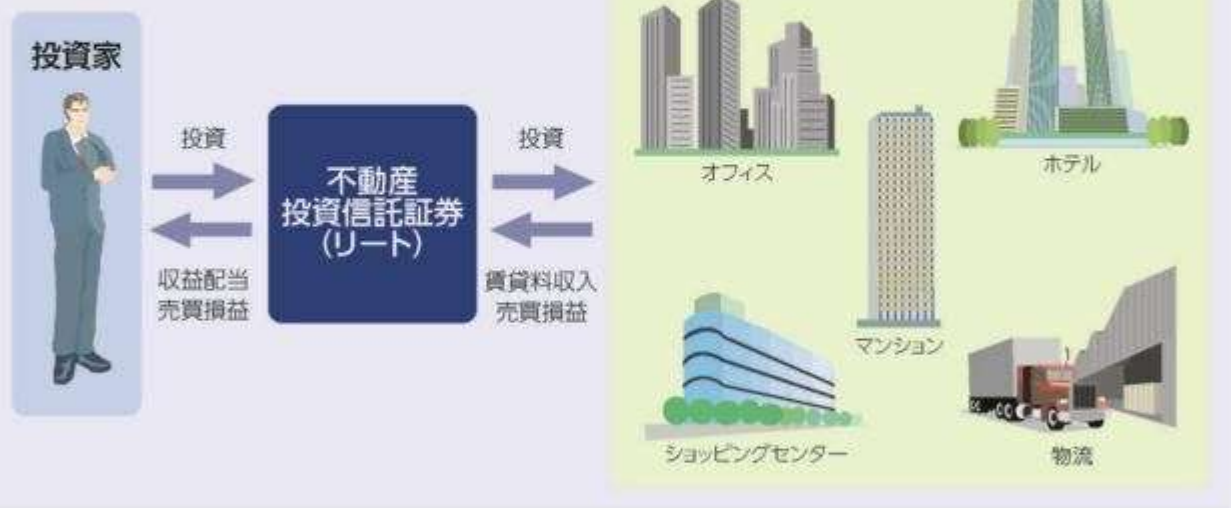 投資家
投資
不動産
投資信託証券
(リート)
収益配当
売買損益
投資
賃貸料収入
売買損益
オフィス
ホテル
マンション
ショッピングセンター
物流